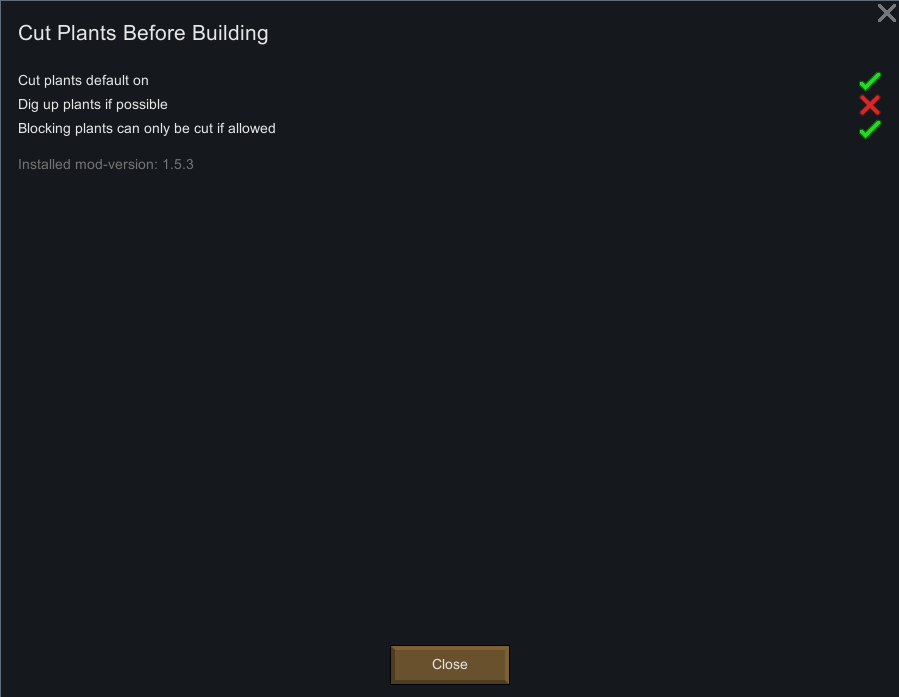 Cut Plants Before Building
Cut plants default on
Dig up plants if possible
Blocking plants can only be cut if allowed
Installed mod-version: 1.5.3
Close